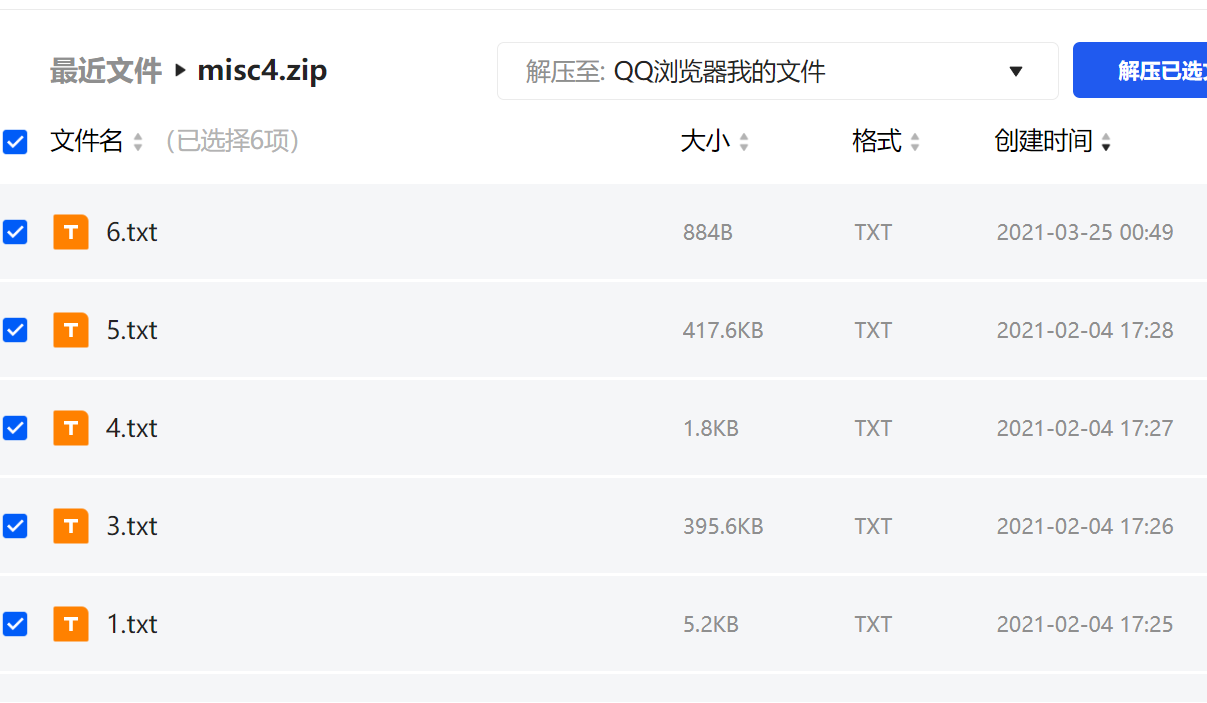 最近文件 ▸ misc4.zip
解压至: QQ浏览器我的文件
解压已选
文件名 (已选择6项) 大小 格式 创建时间
T 6.txt 884B TXT 2021-03-25 00:49
T 5.txt 417.6KB TXT 2021-02-04 17:28
T 4.txt 1.8KB TXT 2021-02-04 17:27
T 3.txt 395.6KB TXT 2021-02-04 17:26
T 1.txt 5.2KB TXT 2021-02-04 17:25